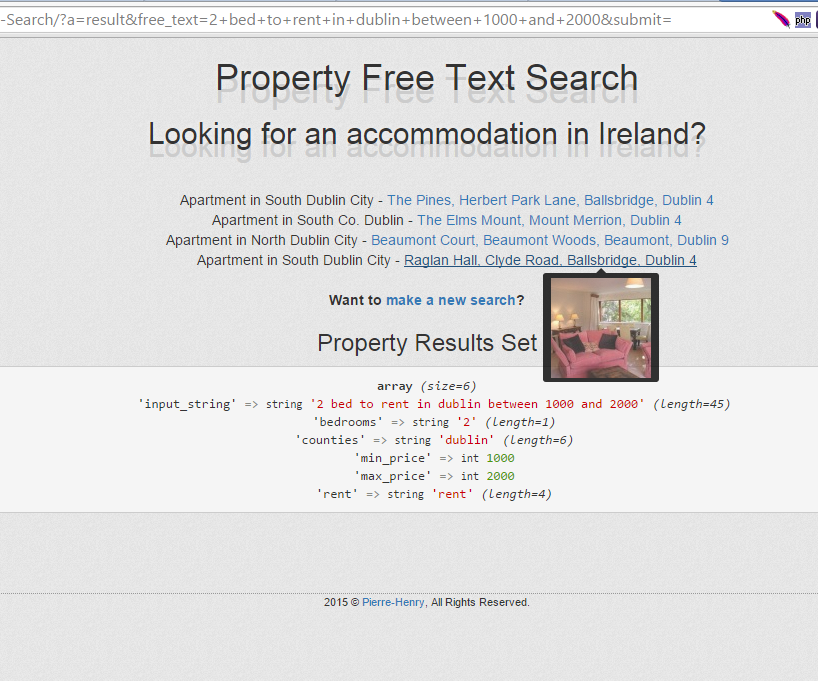 -Search/?a=result&free_text=2+bed+to+rent+in+dublin+between+1000+and+2000&submit=
php
Property Free Text Search
Looking for an accommodation in Ireland?
Apartment in South Dublin City - The Pines, Herbert Park Lane, Ballsbridge, Dublin 4
Apartment in South Co. Dublin - The Elms Mount, Mount Merrion, Dublin 4
Apartment in North Dublin City - Beaumont Court, Beaumont Woods, Beaumont, Dublin 9
Apartment in South Dublin City - Raglan Hall, Clyde Road, Ballsbridge, Dublin 4
Want to make a new search?
Property Results Set
array (size=6)
'input_string' => string '2 bed to rent in dublin between 1000 and 2000' (length=45)
'bedrooms' => string '2' (length=1)
'counties' => string 'dublin' (length=6)
'min_price' => int 1000
'max_price' => int 2000
'rent' => string 'rent' (length=4)
2015 © Pierre-Henry, All Rights Reserved.